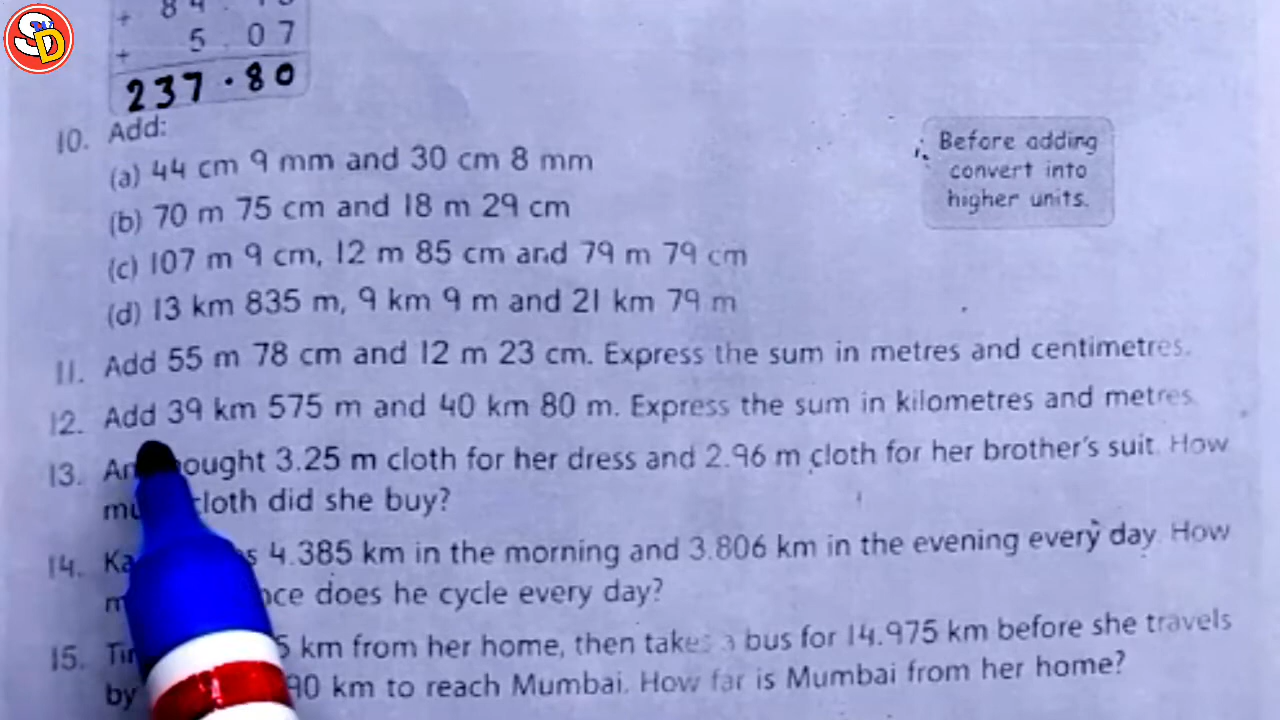 SD
5.07
237.80
10. Add:
(a) 44 cm 9 mm and 30 cm 8 mm
(b) 70 m 75 cm and 18 m 29 cm
(c) 107 m 9 cm, 12 m 85 cm and 79 m 79 cm
(d) 13 km 835 m, 9 km 9 m and 21 km 79 m
Before adding
convert into
higher units.
11. Add 55 m 78 cm and 12 m 23 cm. Express the sum in metres and centimetres.
12. Add 39 km 575 m and 40 km 80 m. Express the sum in kilometres and metres.
13. bought 3.25 m cloth for her dress and 2.96 m cloth for her brother's suit. How
cloth did she buy?
14. 4.385 km in the morning and 3.806 km in the evening every day. How
does he cycle every day?
15. km from her home, then takes a bus for 14.975 km before she travels
by km to reach Mumbai. How far is Mumbai from her home?